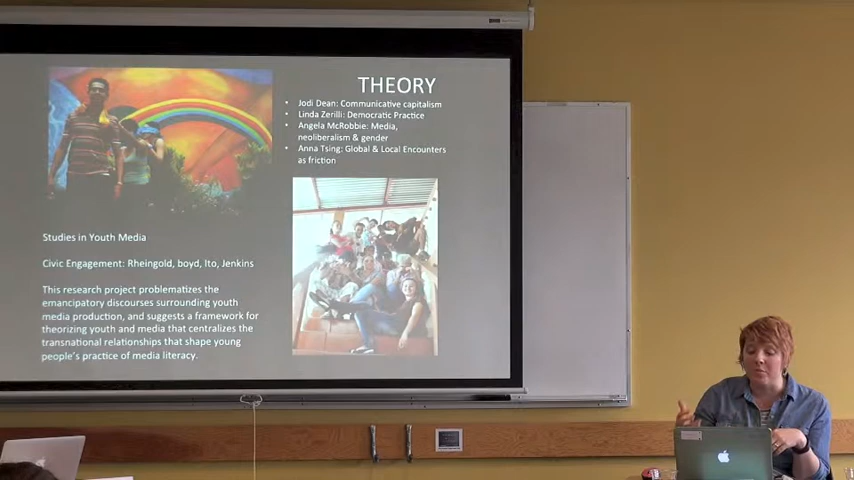 THEORY
• Jodi Dean: Communicative capitalism
• Linda Zerilli: Democratic Practice
• Angela McRobbie: Media,
neoliberalism & gender
• Anna Tsing: Global & Local Encounters
as friction
Studies in Youth Media
Civic Engagement: Rheingold, boyd, Ito, Jenkins
This research project problematizes the
emancipatory discourses surrounding youth
media production, and suggests a framework for
theorizing youth and media that centralizes the
transnational relationships that shape young
people's practice of media literacy.